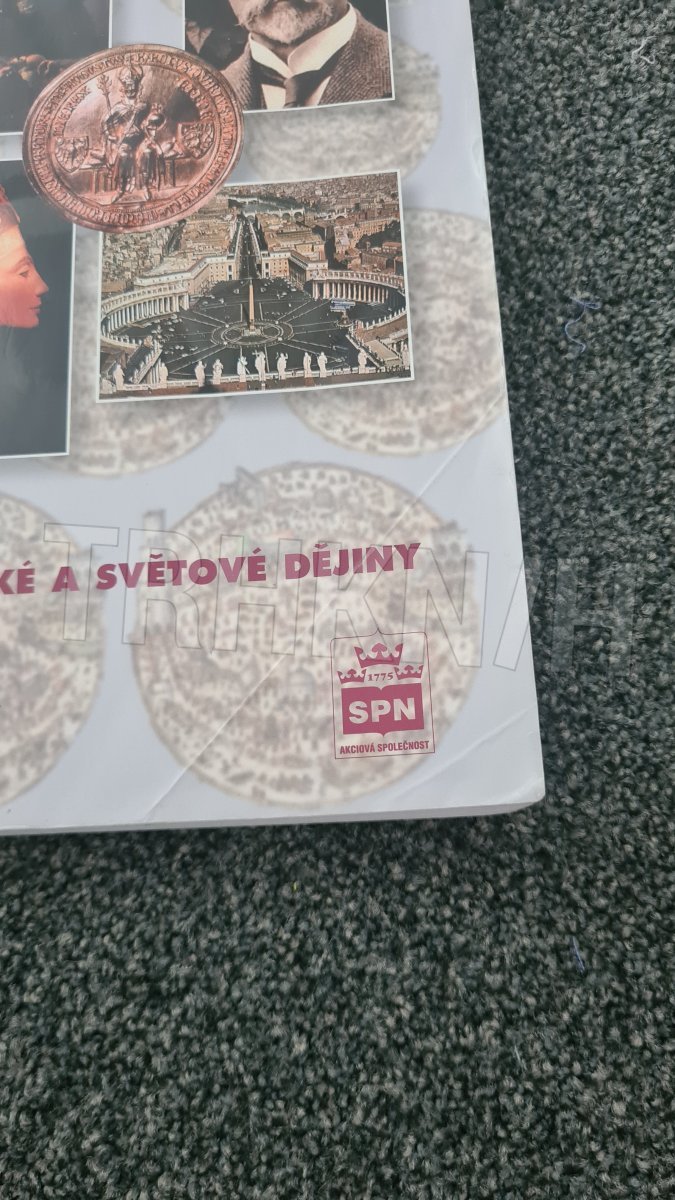 KÉ A SVĚTOVÉ DĚJINY
TRHKNIH
1775
SPN
AKCIOVÁ SPOLEČNOST